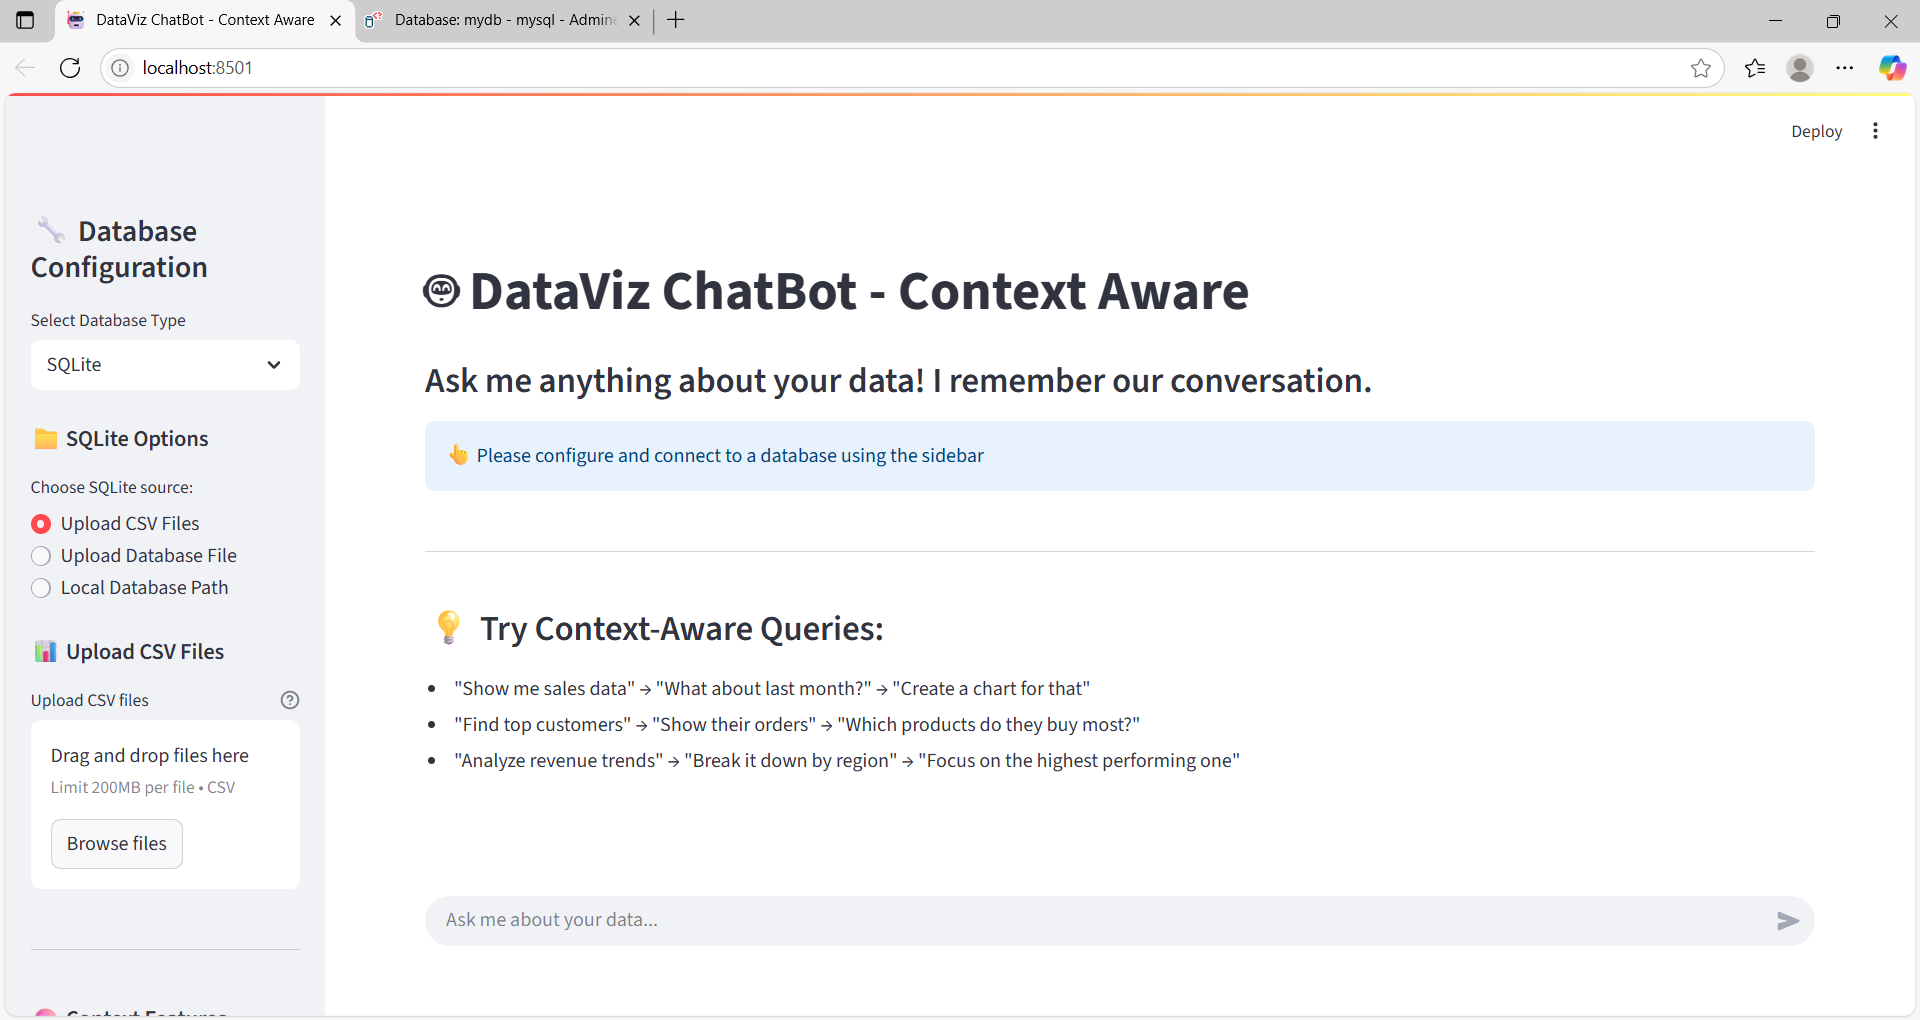 DataViz ChatBot - Context Aware
Database: mydb - mysql - Admine
localhost:8501
Deploy
Database
Configuration
Select Database Type
SQLite
SQLite Options
Choose SQLite source:
Upload CSV Files
Upload Database File
Local Database Path
Upload CSV Files
Upload CSV files
Drag and drop files here
Limit 200MB per file • CSV
Browse files
Context Features
DataViz ChatBot - Context Aware
Ask me anything about your data! I remember our conversation.
👆 Please configure and connect to a database using the sidebar
💡 Try Context-Aware Queries:
• "Show me sales data" → "What about last month?" → "Create a chart for that"
• "Find top customers" → "Show their orders" → "Which products do they buy most?"
• "Analyze revenue trends" → "Break it down by region" → "Focus on the highest performing one"
Ask me about your data...